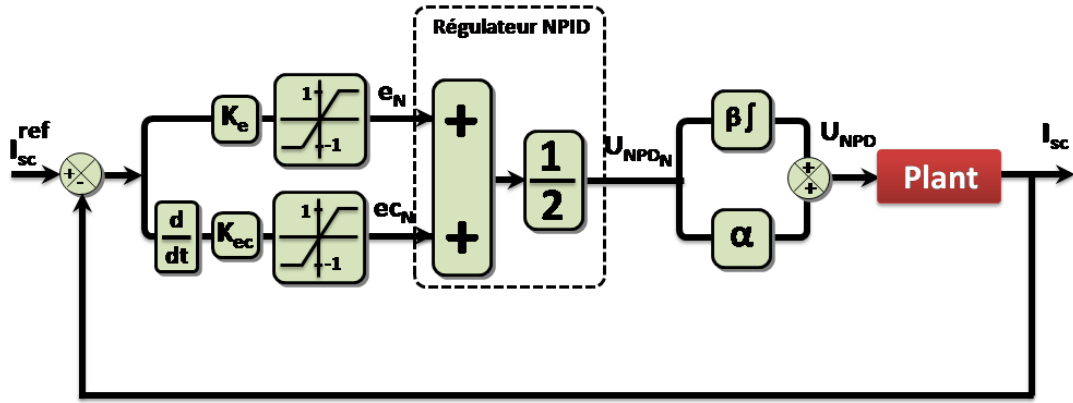 Régulateur NPID
I_sc^ref
+
-
K_e
1
-1
e_N
d
dt
K_ec
1
-1
ec_N
+
+
1
2
U_NPD_N
β∫
α
+
+
U_NPD
Plant
I_sc